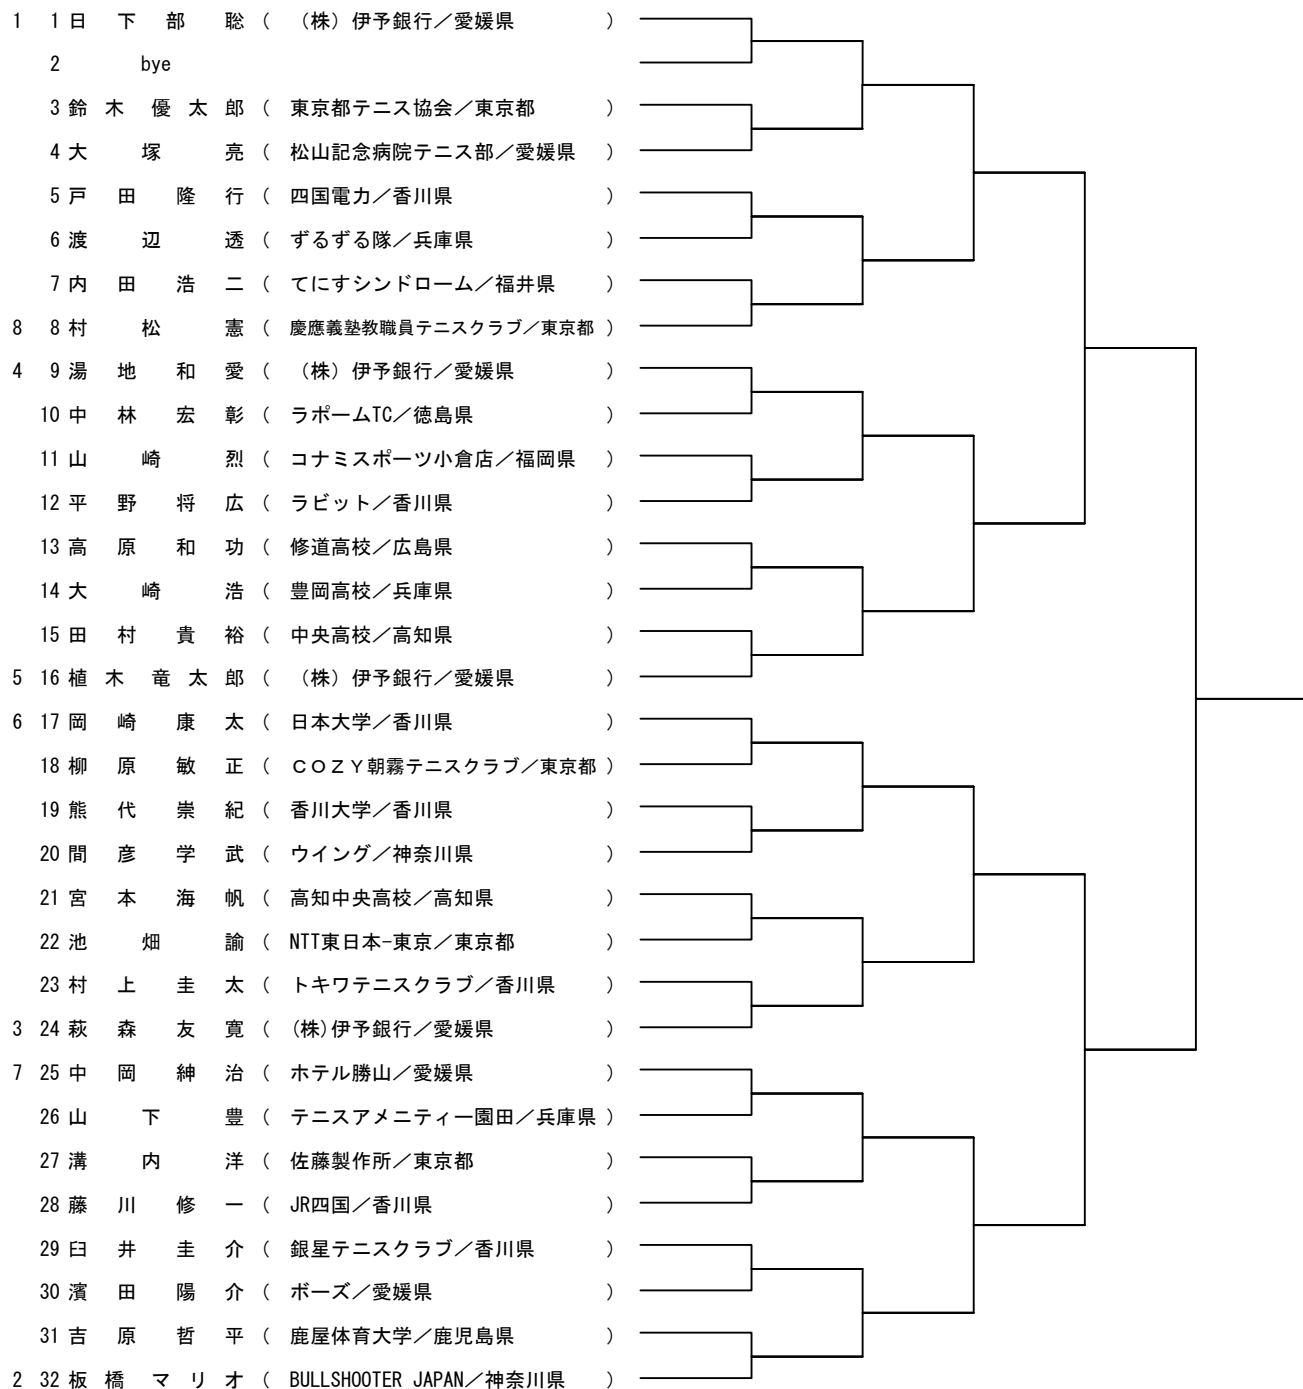 1 1 日下部 聡 ( (株) 伊予銀行/愛媛県 )
2 bye
3 鈴木 優太郎 ( 東京都テニス協会/東京都 )
4 大塚 亮 ( 松山記念病院テニス部/愛媛県 )
5 戸田 隆行 ( 四国電力/香川県 )
6 渡辺 透 ( ずるずる隊/兵庫県 )
7 内田 浩二 ( てにすシンドローム/福井県 )
8 8 村松 憲 ( 慶應義塾教職員テニスクラブ/東京都 )
4 9 湯地 和愛 ( (株) 伊予銀行/愛媛県 )
10 中林 宏彰 ( ラポームTC/徳島県 )
11 山崎 烈 ( コナミスポーツ小倉店/福岡県 )
12 平野 将広 ( ラビット/香川県 )
13 高原 和功 ( 修道高校/広島県 )
14 大崎 浩 ( 豊岡高校/兵庫県 )
15 田村 貴裕 ( 中央高校/高知県 )
5 16 植木 竜太郎 ( (株) 伊予銀行/愛媛県 )
6 17 岡崎 康太 ( 日本大学/香川県 )
18 柳原 敏正 ( COZY朝霧テニスクラブ/東京都 )
19 熊代 崇紀 ( 香川大学/香川県 )
20 間彦 学武 ( ウイング/神奈川県 )
21 宮本 海帆 ( 高知中央高校/高知県 )
22 池畑 諭 ( NTT東日本-東京/東京都 )
23 村上 圭太 ( トキワテニスクラブ/香川県 )
3 24 萩森 友寛 ( (株)伊予銀行/愛媛県 )
7 25 中岡 紳治 ( ホテル勝山/愛媛県 )
26 山下 豊 ( テニスアメニティー園田/兵庫県 )
27 溝内 洋 ( 佐藤製作所/東京都 )
28 藤川 修一 ( JR四国/香川県 )
29 臼井 圭介 ( 銀星テニスクラブ/香川県 )
30 濱田 陽介 ( ボーズ/愛媛県 )
31 吉原 哲平 ( 鹿屋体育大学/鹿児島県 )
2 32 板橋 マリオ ( BULLSHOOTER JAPAN/神奈川県 )